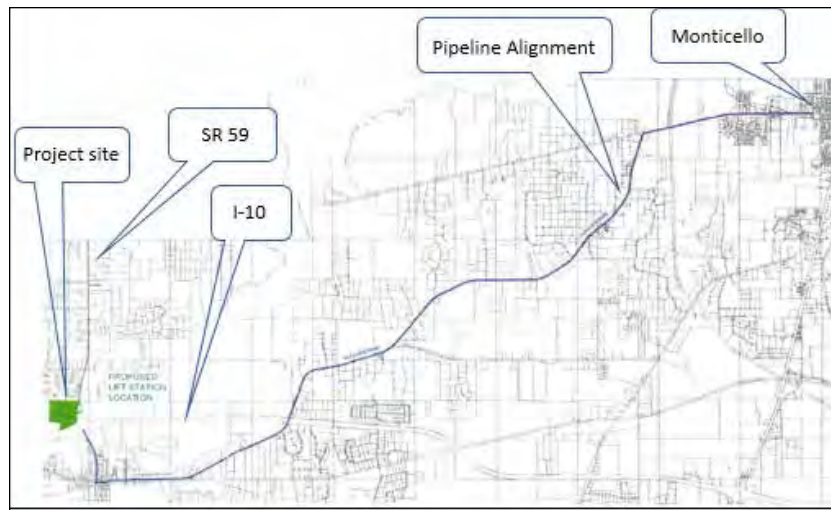 Monticello
Pipeline Alignment
SR 59
Project site
I-10
PROPOSED
LIFT STATION
LOCATION